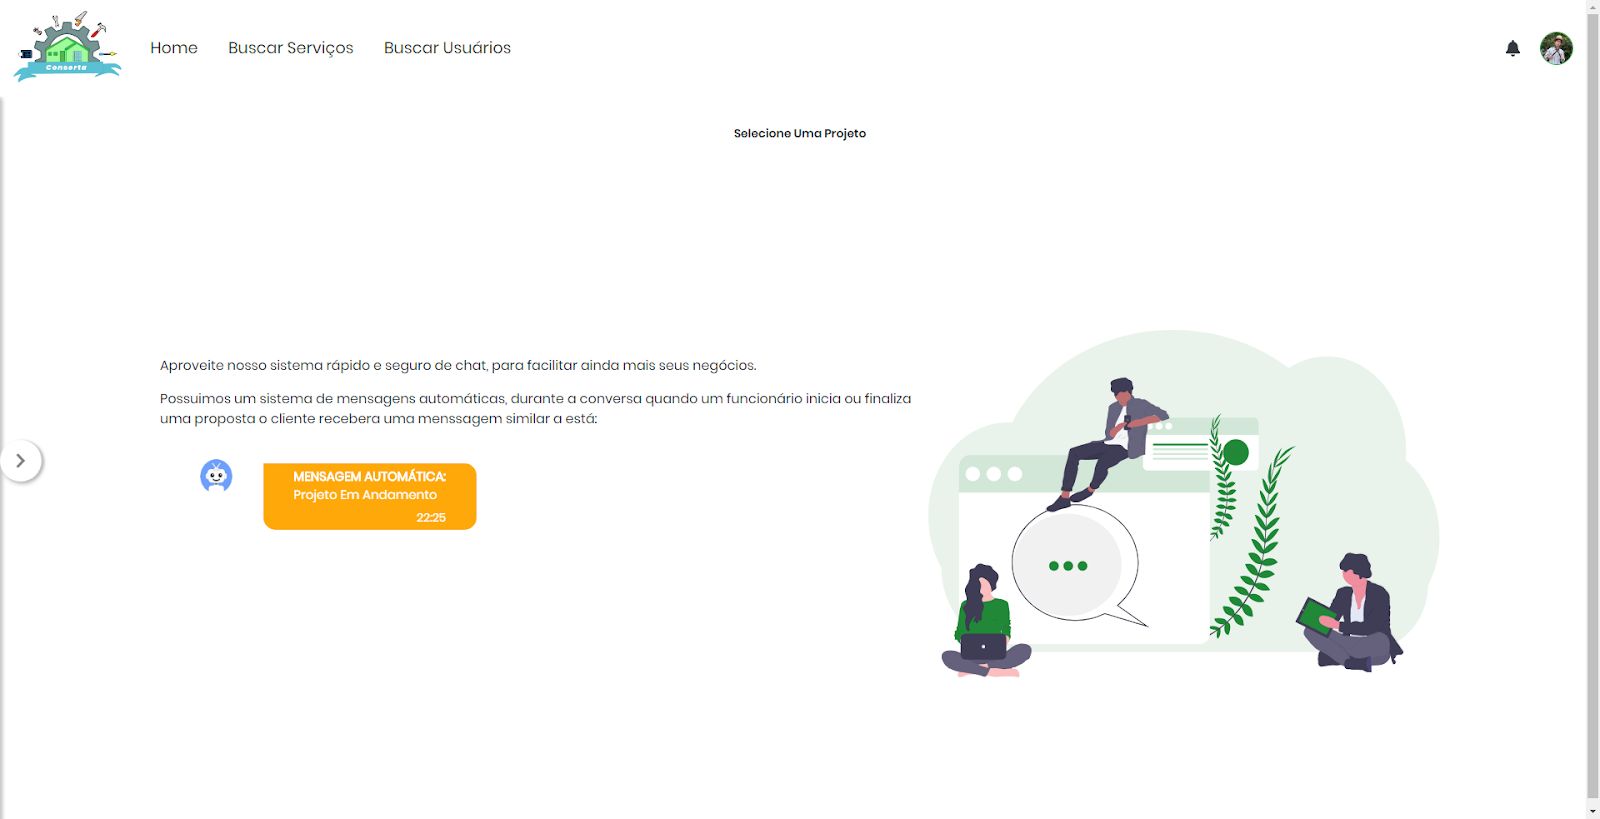 Conserta
Home
Buscar Serviços
Buscar Usuários
Selecione Uma Projeto
Aproveite nosso sistema rápido e seguro de chat, para facilitar ainda mais seus negócios.
Possuimos um sistema de mensagens automáticas, durante a conversa quando um funcionário inicia ou finaliza
uma proposta o cliente recebera uma menssagem similar a está:
MENSAGEM AUTOMÁTICA:
Projeto Em Andamento
22:25